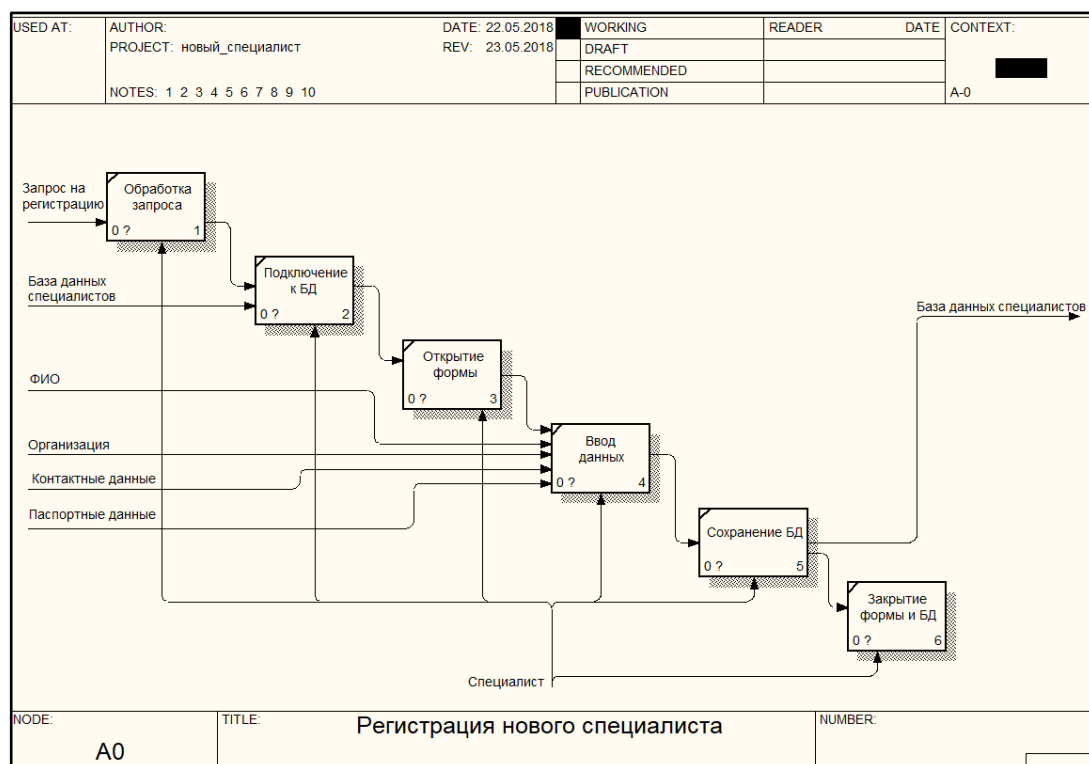 USED AT:
AUTHOR:
DATE: 22.05.2018
WORKING
READER
DATE
CONTEXT:
PROJECT: новый_специалист
REV: 23.05.2018
DRAFT
RECOMMENDED
NOTES: 1 2 3 4 5 6 7 8 9 10
PUBLICATION
A-0
Запрос на
регистрацию
Обработка
запроса
0 ? 1
База данных
специалистов
Подключение
к БД
0 ? 2
База данных специалистов
Открытие
формы
0 ? 3
ФИО
Организация
Контактные данные
Паспортные данные
Ввод
данных
0 ? 4
Сохранение БД
0 ? 5
Закрытие
формы и БД
0 ? 6
Специалист
NODE:
A0
TITLE:
Регистрация нового специалиста
NUMBER: